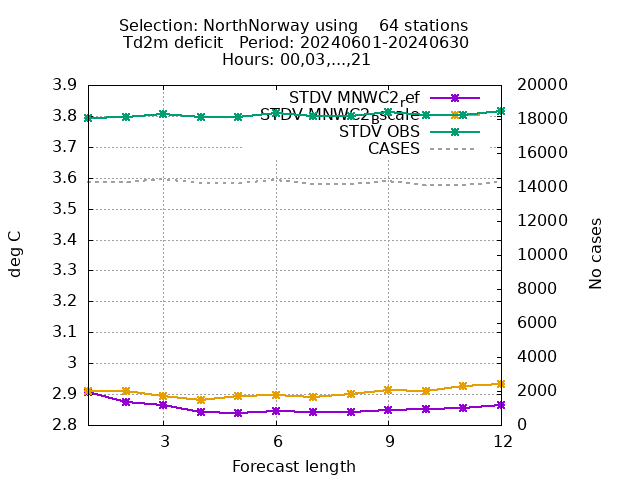 Selection: NorthNorway using    64 stations
Td2m deficit   Period: 20240601-20240630
Hours: 00,03,...,21
STDV MNWC2_ref
STDV MNWC2_Bscale
STDV OBS
CASES
3.9
3.8
3.7
3.6
3.5
3.4
3.3
3.2
3.1
3
2.9
2.8
20000
18000
16000
14000
12000
10000
8000
6000
4000
2000
0
deg C
No cases
3 6 9 12
Forecast length